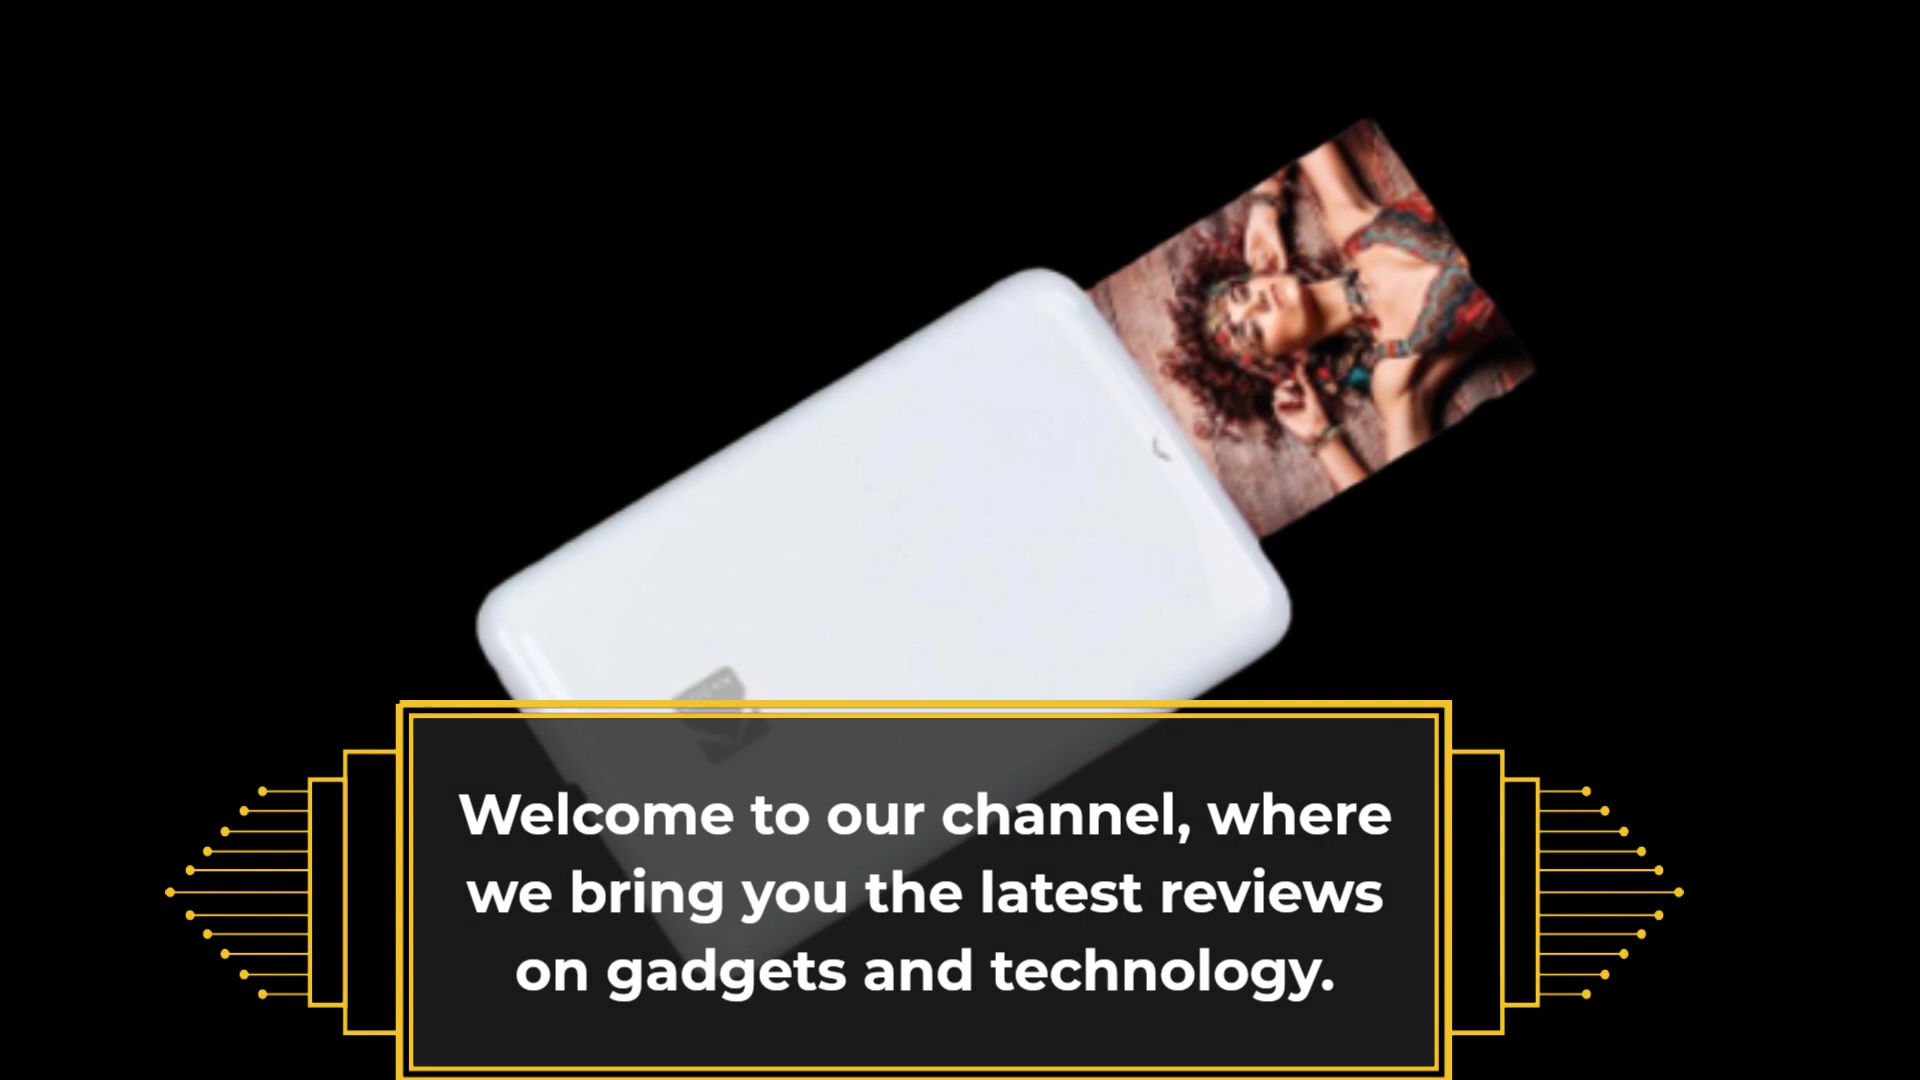 Welcome to our channel, where
we bring you the latest reviews
on gadgets and technology.